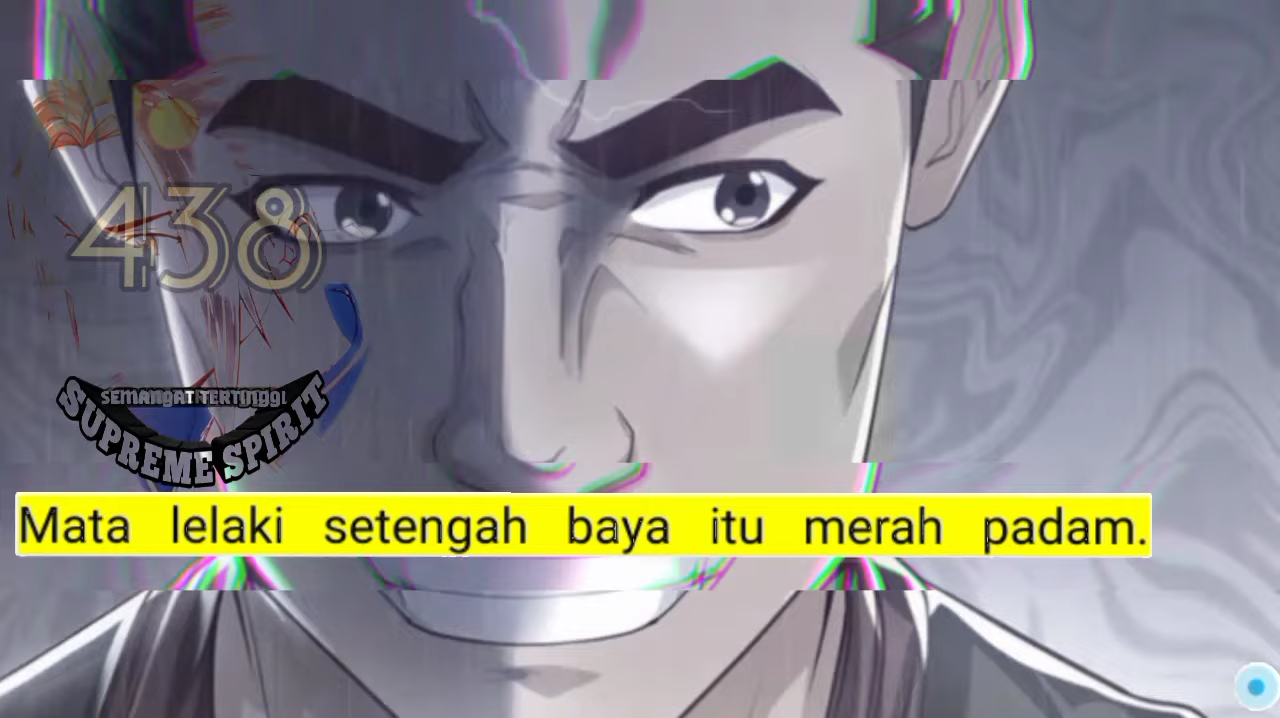 438
SEMANGAT TERTINGGI
SUPREME SPIRIT
Mata lelaki setengah baya itu merah padam.